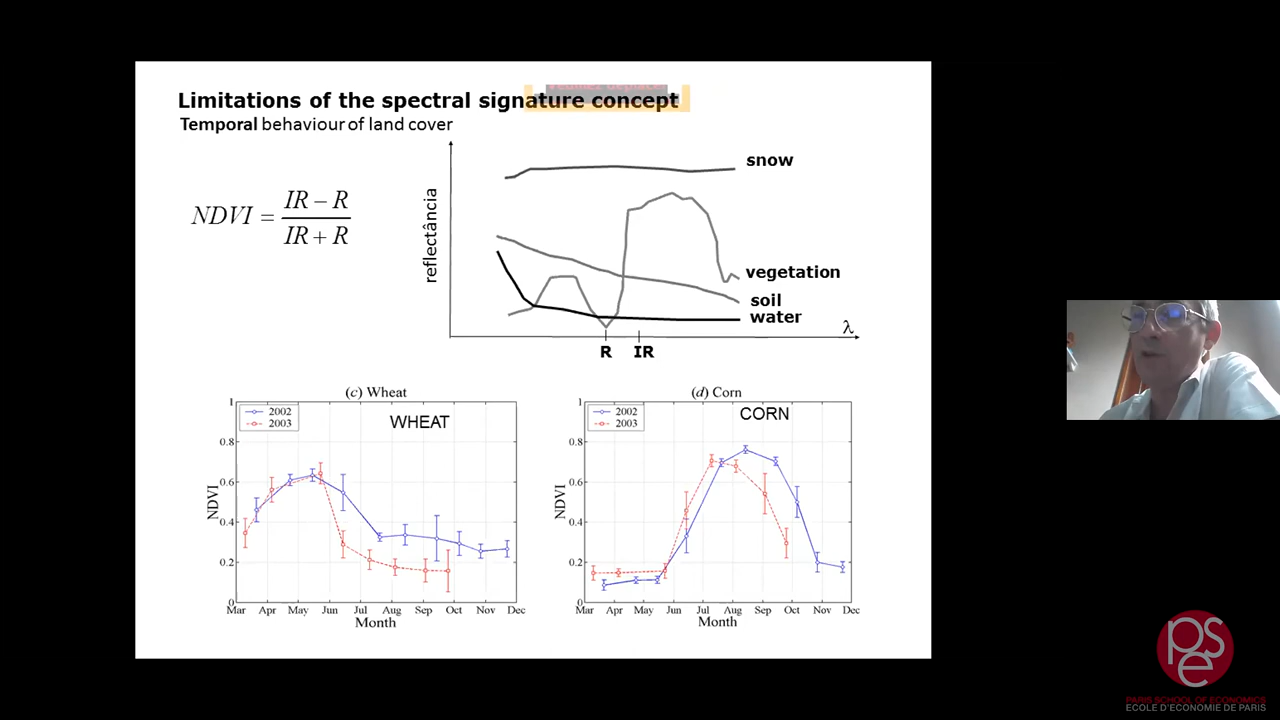 Limitations of the spectral signature concept
Temporal behaviour of land cover
NDVI = IR − R / IR + R
reflectância
snow
vegetation
soil
water
λ
R IR
(c) Wheat
WHEAT
2002
2003
NDVI
1
0.8
0.6
0.4
0.2
0
Mar Apr May Jun Jul Aug Sep Oct Nov Dec
Month
(d) Corn
CORN
2002
2003
NDVI
1
0.8
0.6
0.4
0.2
0
Mar Apr May Jun Jul Aug Sep Oct Nov Dec
Month
pse
PARIS SCHOOL OF ECONOMICS
ECOLE D'ECONOMIE DE PARIS